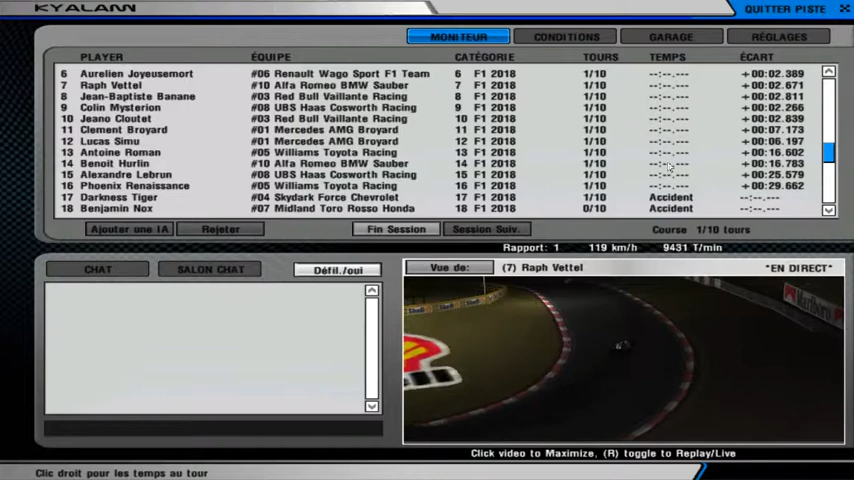 KYALAMI
QUITTER PISTE
MONITEUR CONDITIONS GARAGE RÉGLAGES
PLAYER ÉQUIPE CATÉGORIE TOURS TEMPS ÉCART
6 Aurelien Joyeusemort #06 Renault Wago Sport F1 Team 6 F1 2018 1/10 --:--.--- +00:02.389
7 Raph Vettel #10 Alfa Romeo BMW Sauber 7 F1 2018 1/10 --:--.--- +00:02.671
8 Jean-Baptiste Banane #03 Red Bull Vaillante Racing 8 F1 2018 1/10 --:--.--- +00:02.811
9 Colin Mysterion #08 UBS Haas Cosworth Racing 9 F1 2018 1/10 --:--.--- +00:02.266
10 Jeano Cloutet #03 Red Bull Vaillante Racing 10 F1 2018 1/10 --:--.--- +00:02.839
11 Clement Broyard #01 Mercedes AMG Broyard 11 F1 2018 1/10 --:--.--- +00:07.173
12 Lucas Simu #01 Mercedes AMG Broyard 12 F1 2018 1/10 --:--.--- +00:06.197
13 Antoine Roman #05 Williams Toyota Racing 13 F1 2018 1/10 --:--.--- +00:16.602
14 Benoit Hurlin #10 Alfa Romeo BMW Sauber 14 F1 2018 1/10 --:--.--- +00:16.783
15 Alexandre Lebrun #08 UBS Haas Cosworth Racing 15 F1 2018 1/10 --:--.--- +00:25.579
16 Phoenix Renaissance #05 Williams Toyota Racing 16 F1 2018 1/10 --:--.--- +00:29.662
17 Darkness Tiger #04 Skydark Force Chevrolet 17 F1 2018 1/10 Accident --:--.---
18 Benjamin Nox #07 Midland Toro Rosso Honda 18 F1 2018 0/10 Accident --:--.---
Ajouter une IA Rejeter Fin Session Session Suiv. Course 1/10 tours
Rapport: 1 119 km/h 9431 T/min
CHAT SALON CHAT Défil./oui
Vue de: (7) Raph Vettel *EN DIRECT*
Shell
Marlboro
Click video to Maximize, (R) toggle to Replay/Live
Clic droit pour les temps au tour